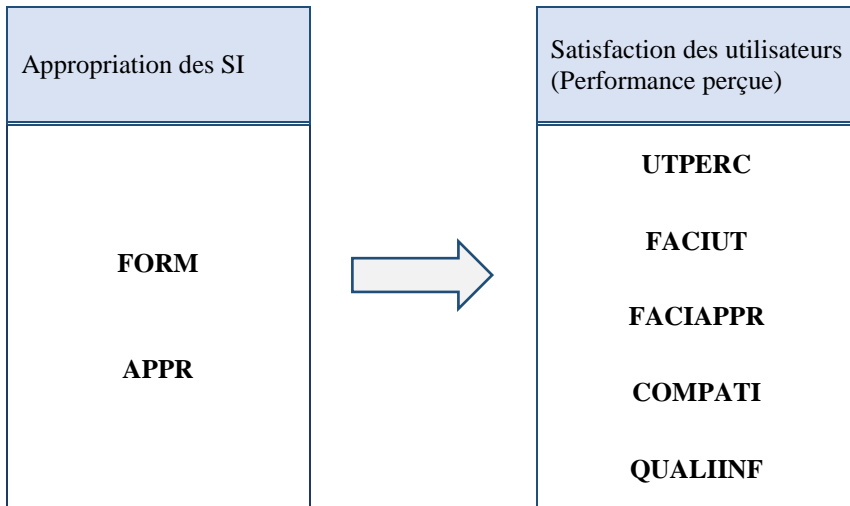 Appropriation des SI
FORM
APPR
Satisfaction des utilisateurs
(Performance perçue)
UTPERC
FACIUT
FACIAPPR
COMPATI
QUALIINF